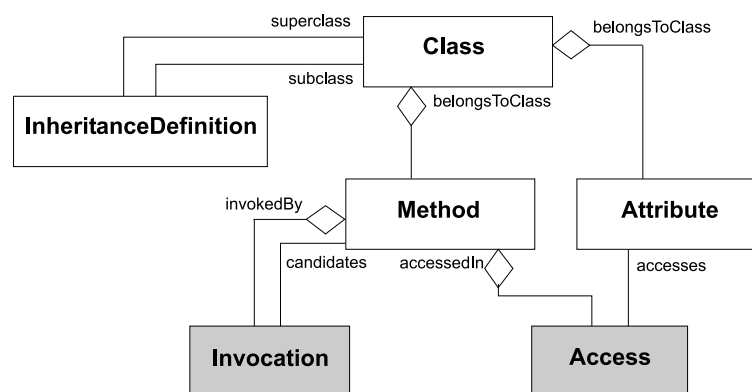 superclass
belongsToClass
Class
subclass
belongsToClass
InheritanceDefinition
invokedBy
Method
Attribute
candidates
accessedIn
accesses
Invocation
Access